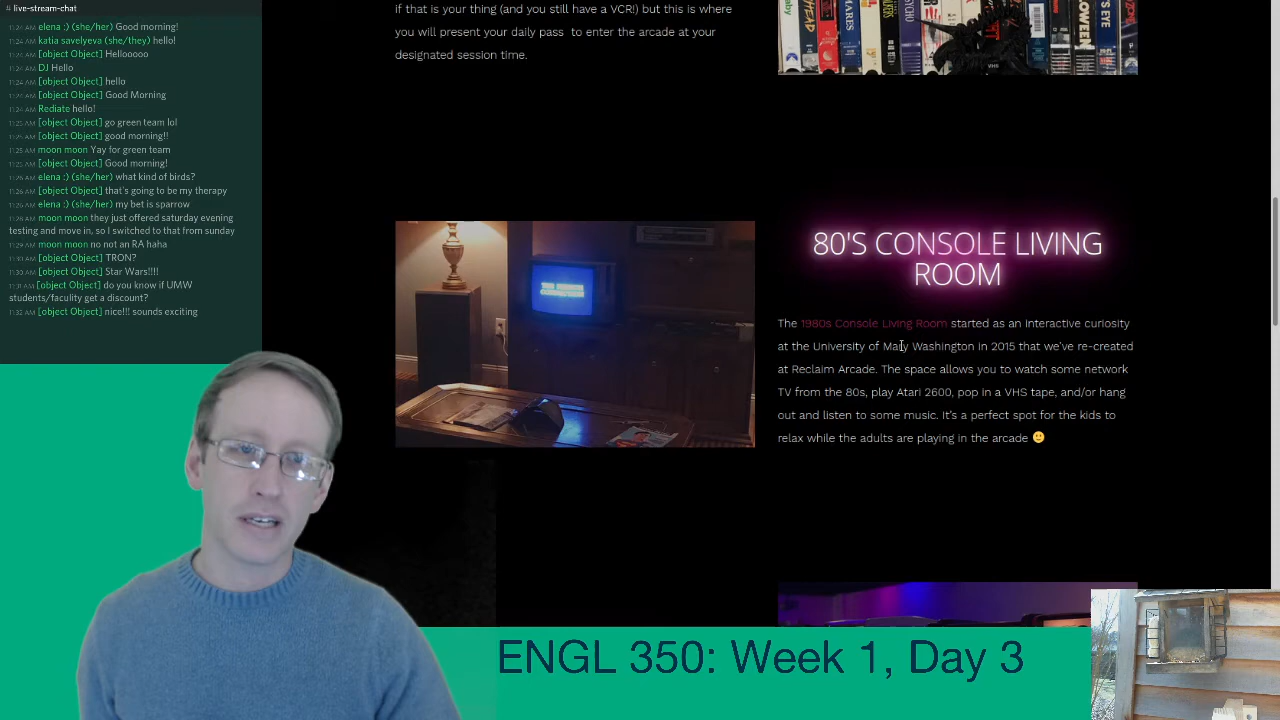 # live-stream-chat
11:24 AM elena :) (she/her) Good morning!
11:24 AM katia savelyeva (she/they) hello!
11:24 AM [object Object] Hellooooo
11:24 AM DJ Hello
11:24 AM [object Object] hello
11:24 AM [object Object] Good Morning
11:24 AM Rediate hello!
11:25 AM [object Object] go green team lol
11:25 AM [object Object] good morning!!
11:25 AM moon moon Yay for green team
11:25 AM [object Object] Good morning!
11:26 AM elena :) (she/her) what kind of birds?
11:26 AM [object Object] that's going to be my therapy
11:26 AM elena :) (she/her) my bet is sparrow
11:28 AM moon moon they just offered saturday evening
testing and move in, so I switched to that from sunday
11:29 AM moon moon no not an RA haha
11:30 AM [object Object] TRON?
11:30 AM [object Object] Star Wars!!!!
11:31 AM [object Object] do you know if UMW
students/faculity get a discount?
11:32 AM [object Object] nice!!! sounds exciting
if that is your thing (and you still have a VCR!) but this is where
you will present your daily pass to enter the arcade at your
designated session time.
MARES
PSYCHO
80'S CONSOLE LIVING
ROOM
The 1980s Console Living Room started as an interactive curiosity
at the University of Mary Washington in 2015 that we've re-created
at Reclaim Arcade. The space allows you to watch some network
TV from the 80s, play Atari 2600, pop in a VHS tape, and/or hang
out and listen to some music. It's a perfect spot for the kids to
relax while the adults are playing in the arcade 🙂
ENGL 350: Week 1, Day 3